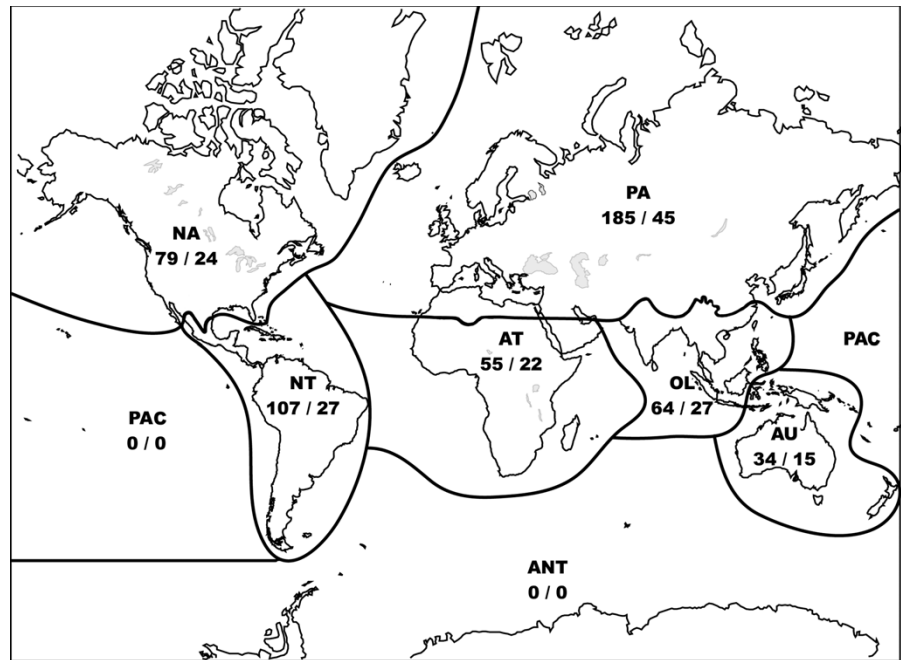 PA
185 / 45
NA
79 / 24
AT
55 / 22
PAC
NT
107 / 27
OL
64 / 27
PAC
0 / 0
AU
34 / 15
ANT
0 / 0